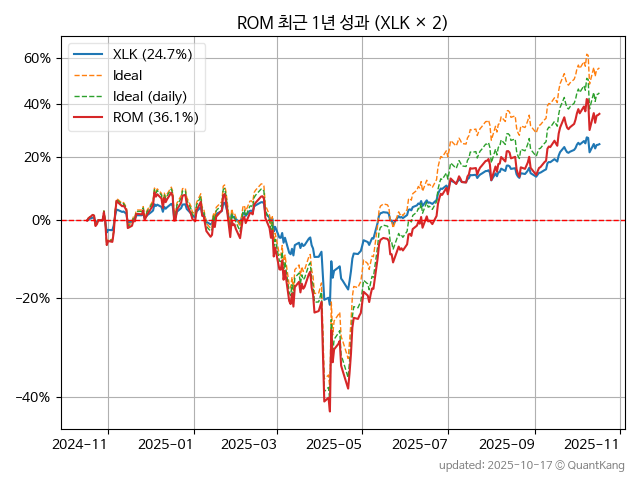 ROM 최근 1년 성과 (XLK × 2)
XLK (24.7%)
Ideal
Ideal (daily)
ROM (36.1%)
60%
40%
20%
0%
−20%
−40%
2024-11
2025-01
2025-03
2025-05
2025-07
2025-09
2025-11
updated: 2025-10-17 © QuantKang